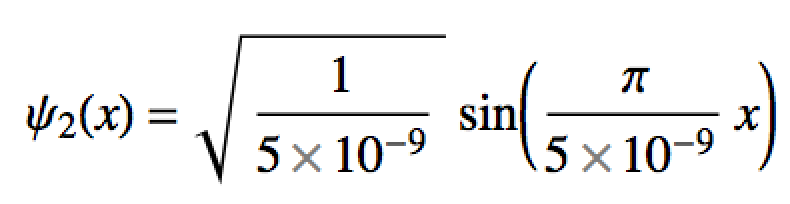 ψ₂(x) = √(1 / (5 × 10⁻⁹)) sin(π / (5 × 10⁻⁹) x)